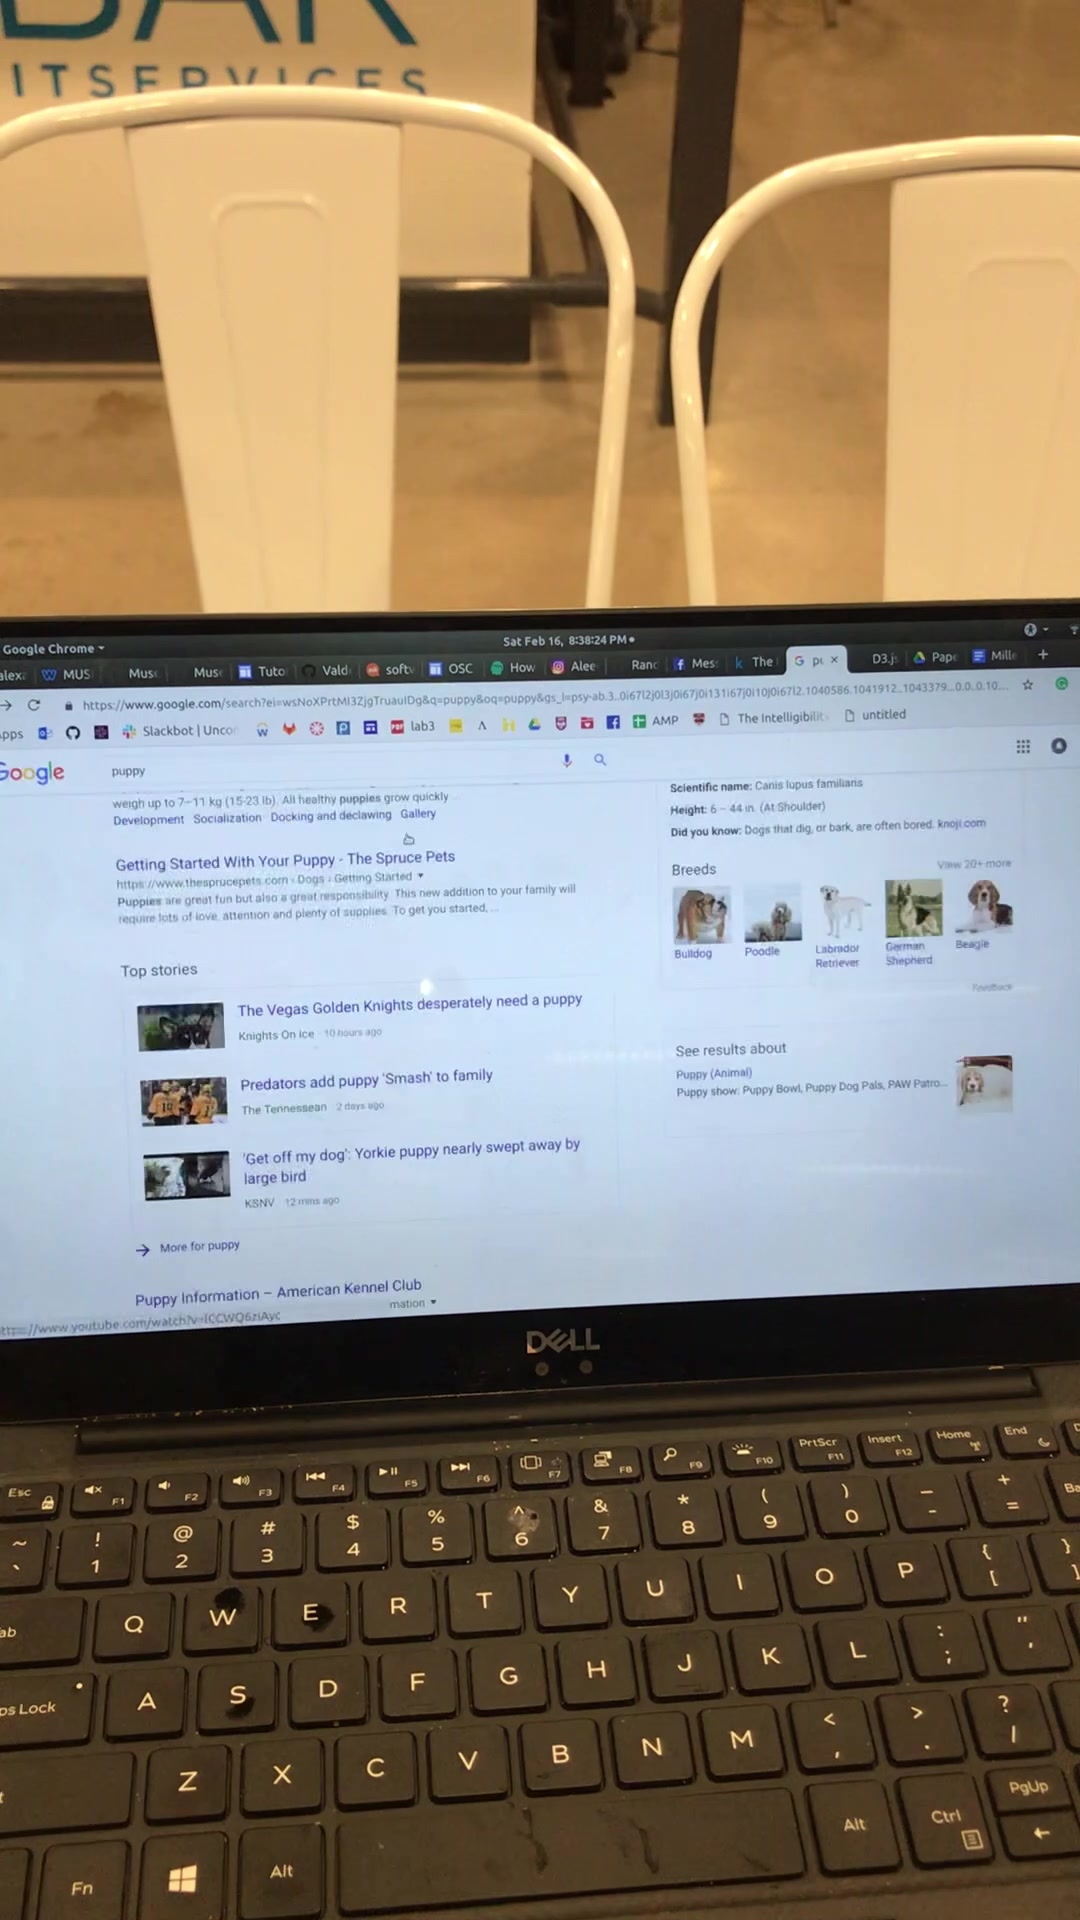 ITSERVICES
Google Chrome
Sat Feb 16, 8:38:24 PM
MUS Muse Muse Tuto Vald softv OSC How Alee Ranc Mes The pu × D3.js Pape Mille +
Slackbot | Uncor lab3 AMP The Intelligibilit untitled
Google puppy
weigh up to 7–11 kg (15-23 lb). All healthy puppies grow quickly
Development Socialization Docking and declawing Gallery
Getting Started With Your Puppy - The Spruce Pets
https://www.thesprucepets.com › Dogs › Getting Started ▼
Puppies are great fun but also a great responsibility. This new addition to your family will
require lots of love, attention and plenty of supplies. To get you started, ...
Top stories
The Vegas Golden Knights desperately need a puppy
Knights On Ice · 10 hours ago
Predators add puppy 'Smash' to family
The Tennessean · 2 days ago
'Get off my dog': Yorkie puppy nearly swept away by
large bird
KSNV · 12 mins ago
→ More for puppy
Puppy Information – American Kennel Club
mation ▼
Scientific name: Canis lupus familiaris
Height: 6 – 44 in. (At Shoulder)
Did you know: Dogs that dig, or bark, are often bored. knoji.com
Breeds
View 20+ more
Bulldog
Poodle
Labrador
Retriever
German
Shepherd
Beagle
Feedback
See results about
Puppy (Animal)
Puppy show: Puppy Bowl, Puppy Dog Pals, PAW Patro...
DELL
Esc F1 F2 F3 F4 F5 F6 F7 F8 F9 F10 PrtScr F11 Insert F12 Home End
~ ` ! 1 @ 2 # 3 $ 4 % 5 ^ 6 & 7 * 8 ( 9 ) 0 _ - + =
Q W E R T Y U I O P { [ } ]
A S D F G H J K L : ; " '
Z X C V B N M < , > . ? /
Fn Alt Alt Ctrl PgUp